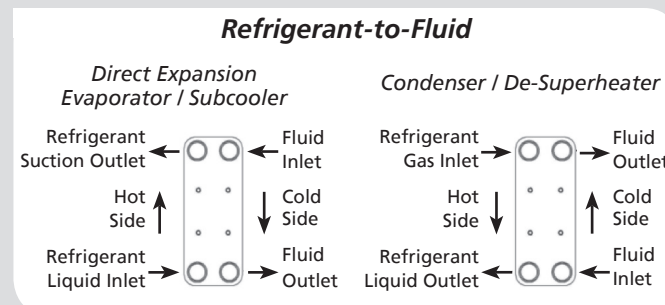 Refrigerant-to-Fluid
Direct Expansion
Evaporator / Subcooler
Refrigerant
Suction Outlet
Fluid
Inlet
Hot
Side
Cold
Side
Refrigerant
Liquid Inlet
Fluid
Outlet
Condenser / De-Superheater
Refrigerant
Gas Inlet
Fluid
Outlet
Hot
Side
Cold
Side
Refrigerant
Liquid Outlet
Fluid
Inlet